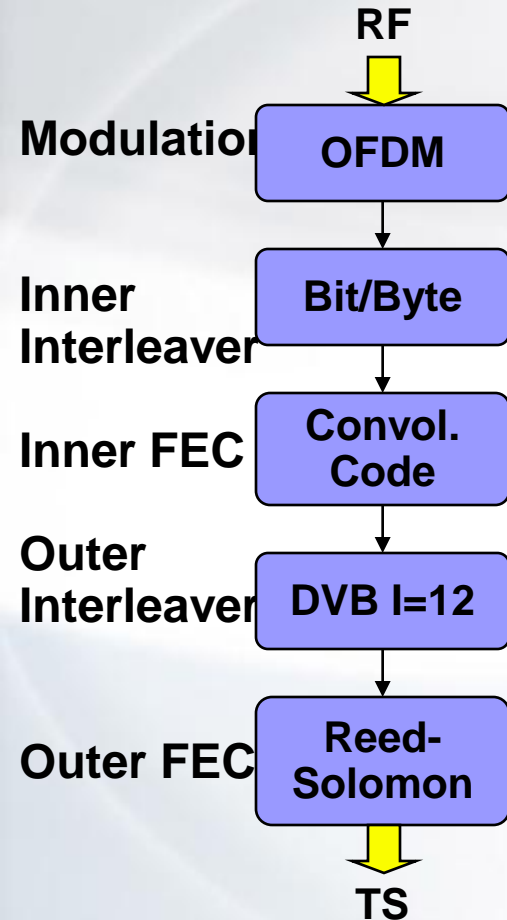 RF
Modulation
OFDM
Inner
Interleaver
Bit/Byte
Inner FEC
Convol.
Code
Outer
Interleaver
DVB I=12
Outer FEC
Reed-
Solomon
TS